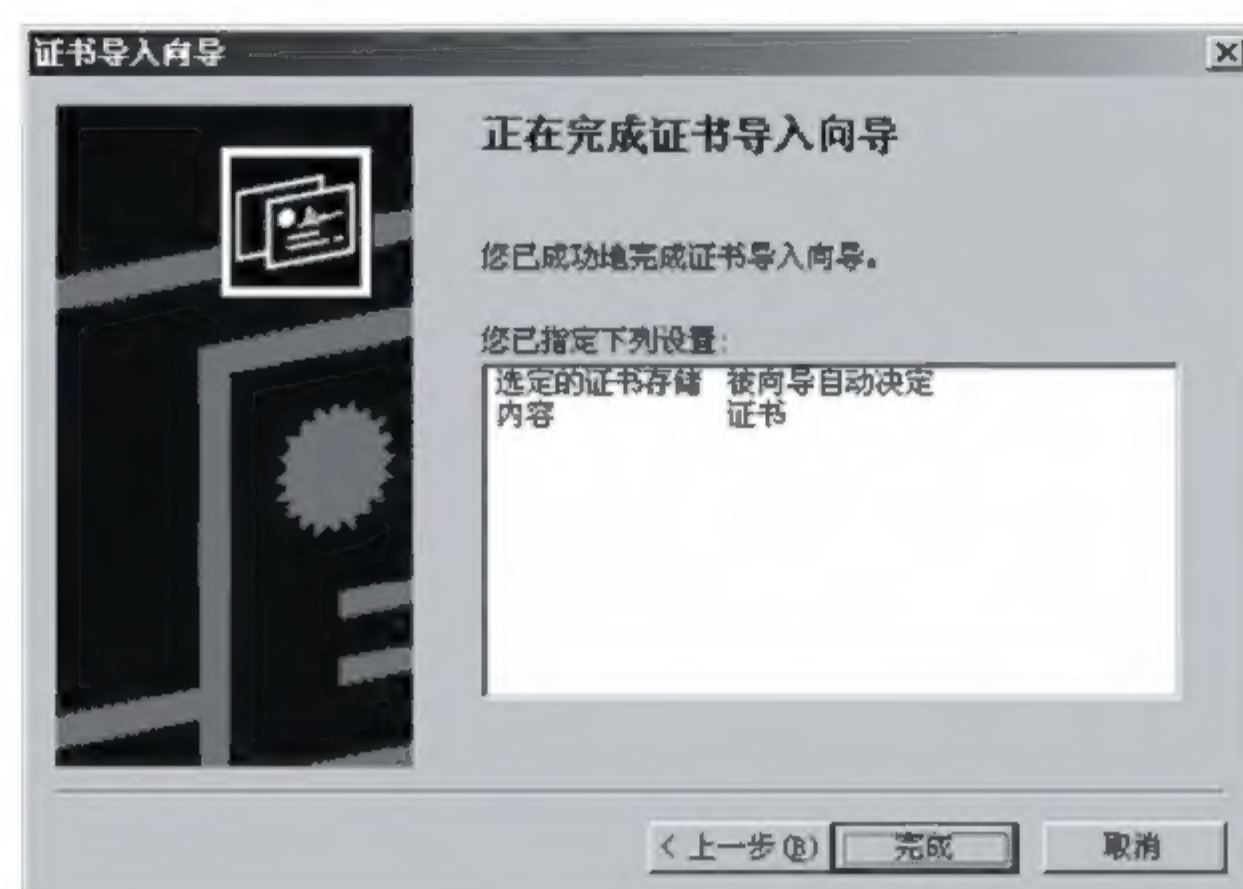 证书导入向导
正在完成证书导入向导
您已成功地完成证书导入向导。
您已指定下列设置:
选定的证书存储 被向导自动决定
内容 证书
< 上一步(B) 完成 取消